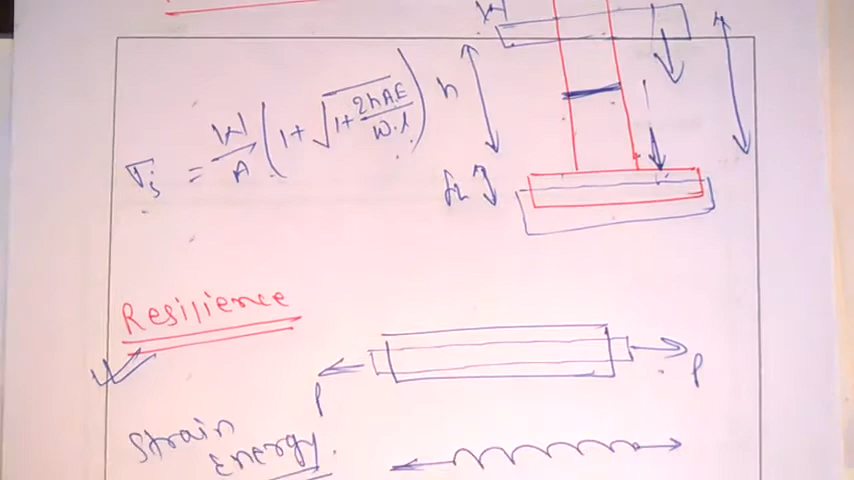 W
σᵢ = W/A (1 + √(1 + 2hAE/W.l))
h
δl
Resilience
P
P
Strain
Energy.